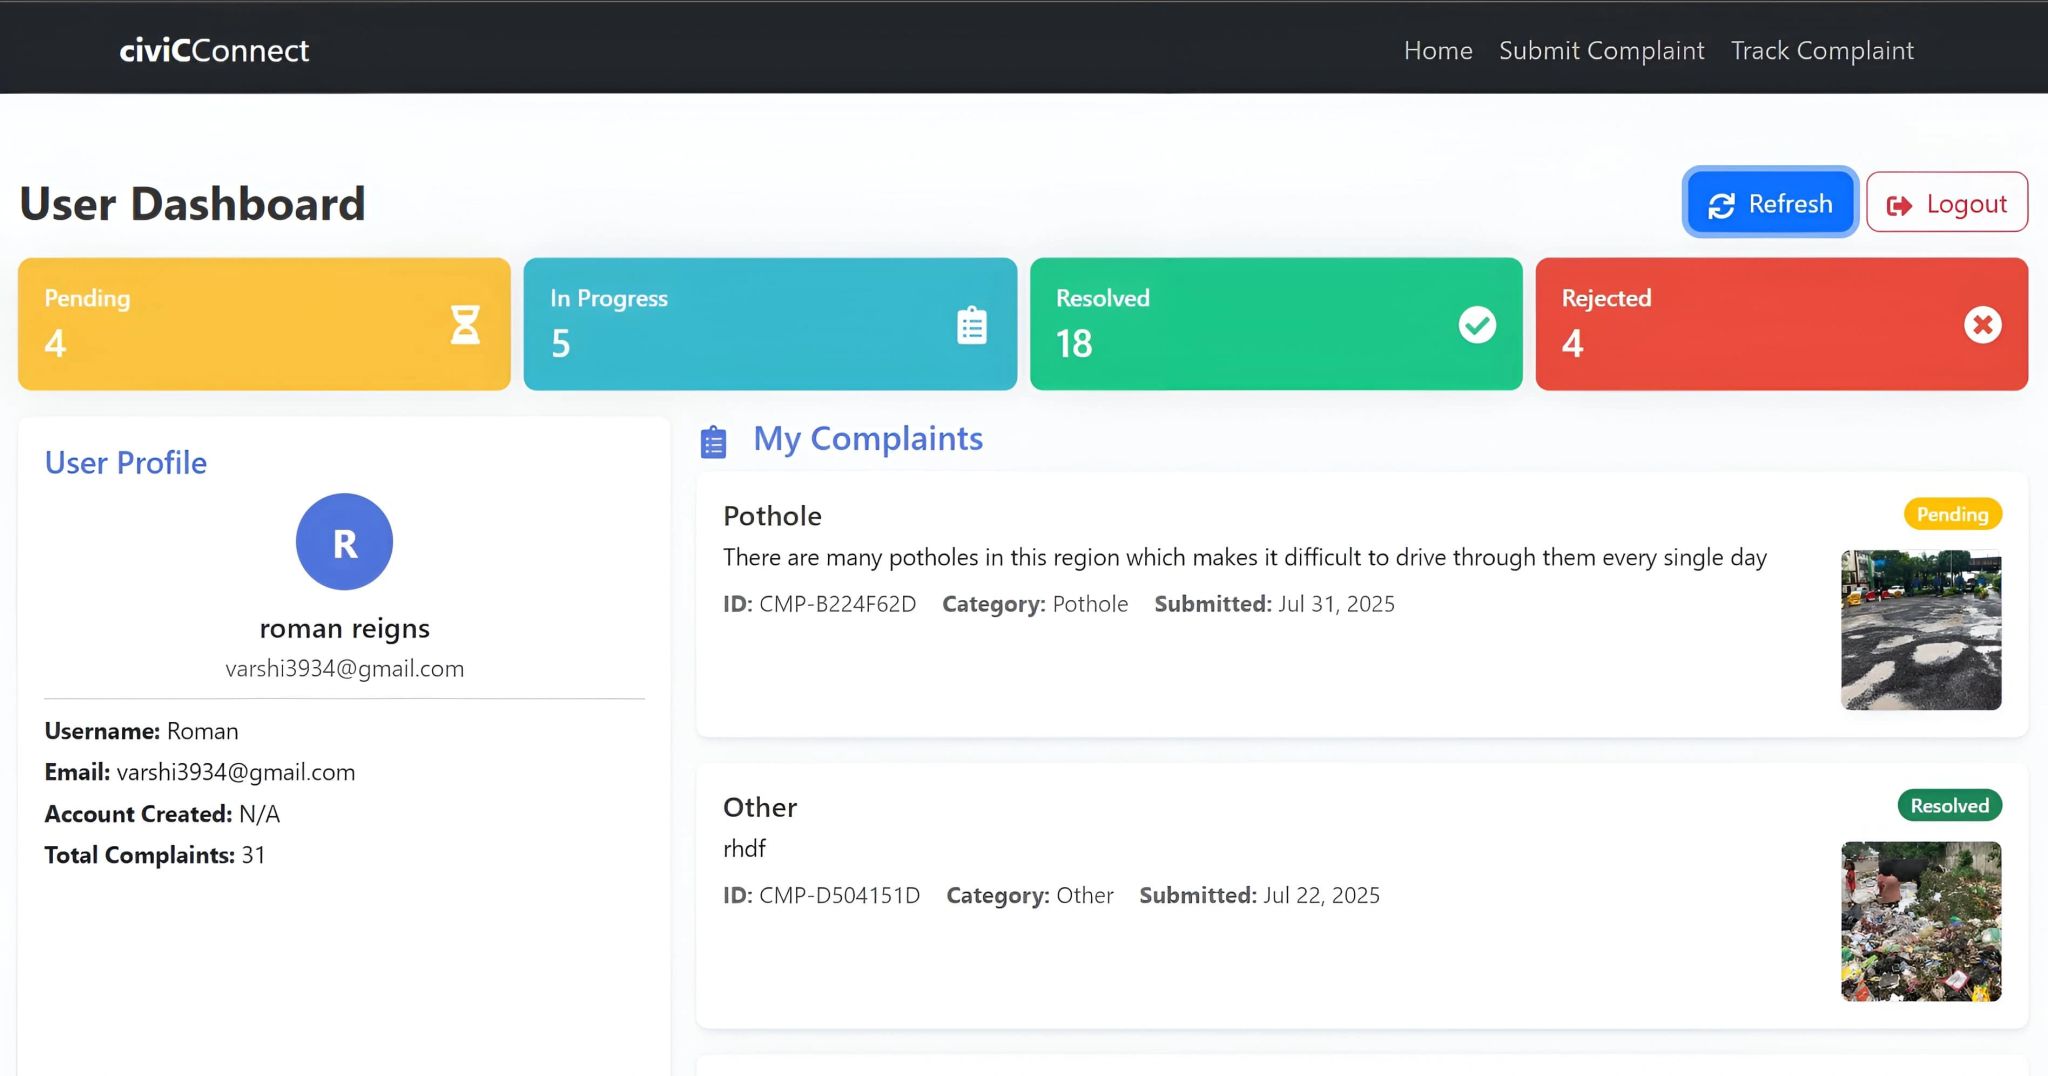 civiCConnect
Home Submit Complaint Track Complaint
User Dashboard
Refresh Logout
Pending
4
In Progress
5
Resolved
18
Rejected
4
User Profile
R
roman reigns
varshi3934@gmail.com
Username: Roman
Email: varshi3934@gmail.com
Account Created: N/A
Total Complaints: 31
My Complaints
Pothole
Pending
There are many potholes in this region which makes it difficult to drive through them every single day
ID: CMP-B224F62D Category: Pothole Submitted: Jul 31, 2025
Other
Resolved
rhdf
ID: CMP-D504151D Category: Other Submitted: Jul 22, 2025